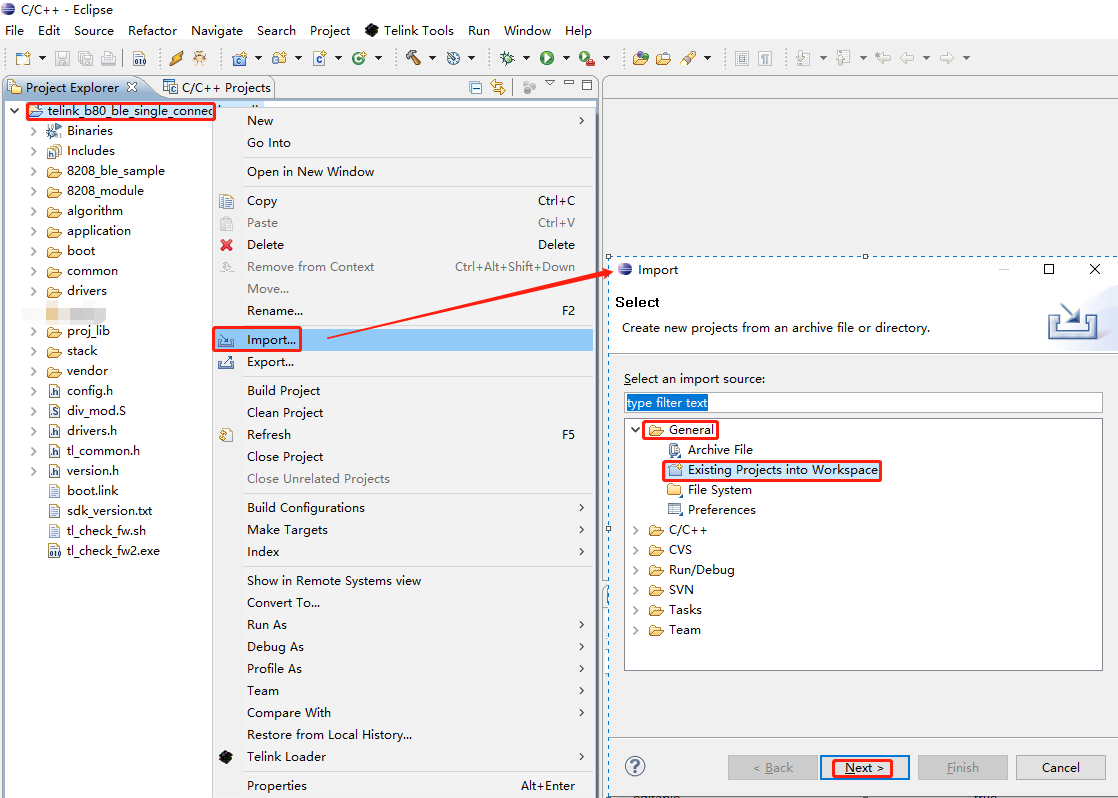 C/C++ - Eclipse
File Edit Source Refactor Navigate Search Project Telink Tools Run Window Help
Project Explorer C/C++ Projects
telink_b80_ble_single_connec
Binaries
Includes
8208_ble_sample
8208_module
algorithm
application
boot
common
drivers
proj_lib
stack
vendor
config.h
div_mod.S
drivers.h
tl_common.h
version.h
boot.link
sdk_version.txt
tl_check_fw.sh
tl_check_fw2.exe
New
Go Into
Open in New Window
Copy Ctrl+C
Paste Ctrl+V
Delete Delete
Remove from Context Ctrl+Alt+Shift+Down
Move...
Rename... F2
Import...
Export...
Build Project
Clean Project
Refresh F5
Close Project
Close Unrelated Projects
Build Configurations
Make Targets
Index
Show in Remote Systems view
Convert To...
Run As
Debug As
Profile As
Team
Compare With
Restore from Local History...
Telink Loader
Properties Alt+Enter
Import
Select
Create new projects from an archive file or directory.
Select an import source:
type filter text
General
Archive File
Existing Projects into Workspace
File System
Preferences
C/C++
CVS
Run/Debug
SVN
Tasks
Team
< Back Next > Finish Cancel